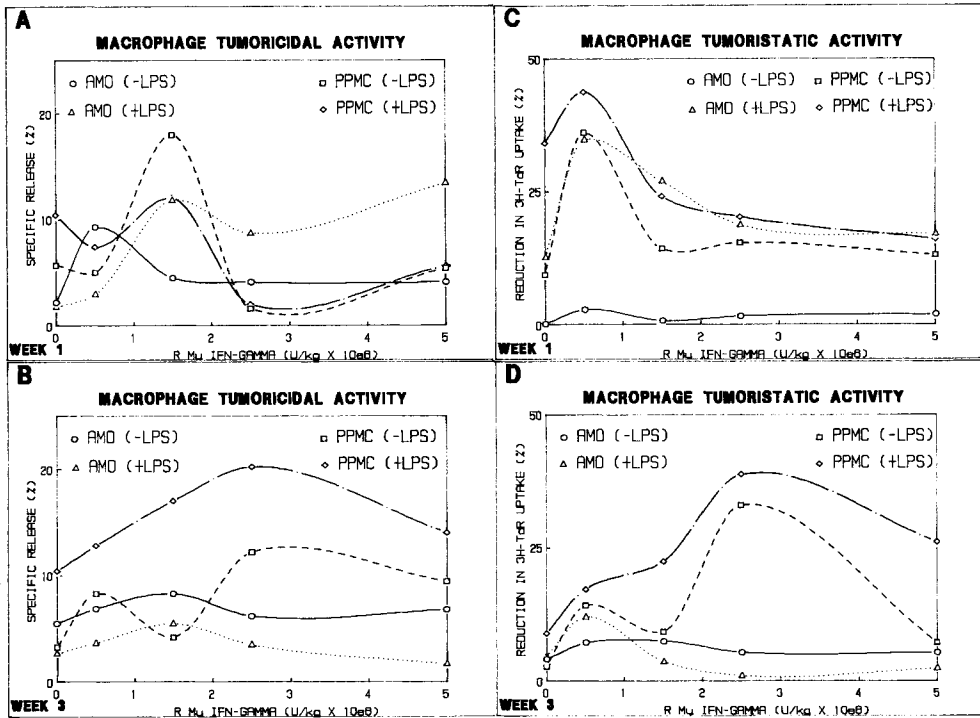 A
MACROPHAGE TUMORICIDAL ACTIVITY
○ AMO (-LPS)
△ AMO (+LPS)
□ PPMC (-LPS)
◇ PPMC (+LPS)
SPECIFIC RELEASE (%)
20
10
0
0 1 2 3 4 5
R Mu IFN-GAMMA (U/kg X 10e6)
WEEK 1
C
MACROPHAGE TUMORISTATIC ACTIVITY
○ AMO (-LPS)
△ AMO (+LPS)
□ PPMC (-LPS)
◇ PPMC (+LPS)
REDUCTION IN 3H-TdR UPTAKE (%)
50
25
0
0 1 2 3 4 5
R Mu IFN-GAMMA (U/kg X 10e6)
WEEK 1
B
MACROPHAGE TUMORICIDAL ACTIVITY
○ AMO (-LPS)
△ AMO (+LPS)
□ PPMC (-LPS)
◇ PPMC (+LPS)
SPECIFIC RELEASE (%)
20
10
0
0 1 2 3 4 5
R Mu IFN-GAMMA (U/kg X 10e6)
WEEK 3
D
MACROPHAGE TUMORISTATIC ACTIVITY
○ AMO (-LPS)
△ AMO (+LPS)
□ PPMC (-LPS)
◇ PPMC (+LPS)
REDUCTION IN 3H-TdR UPTAKE (%)
50
25
0
0 1 2 3 4 5
R Mu IFN-GAMMA (U/kg X 10e6)
WEEK 3